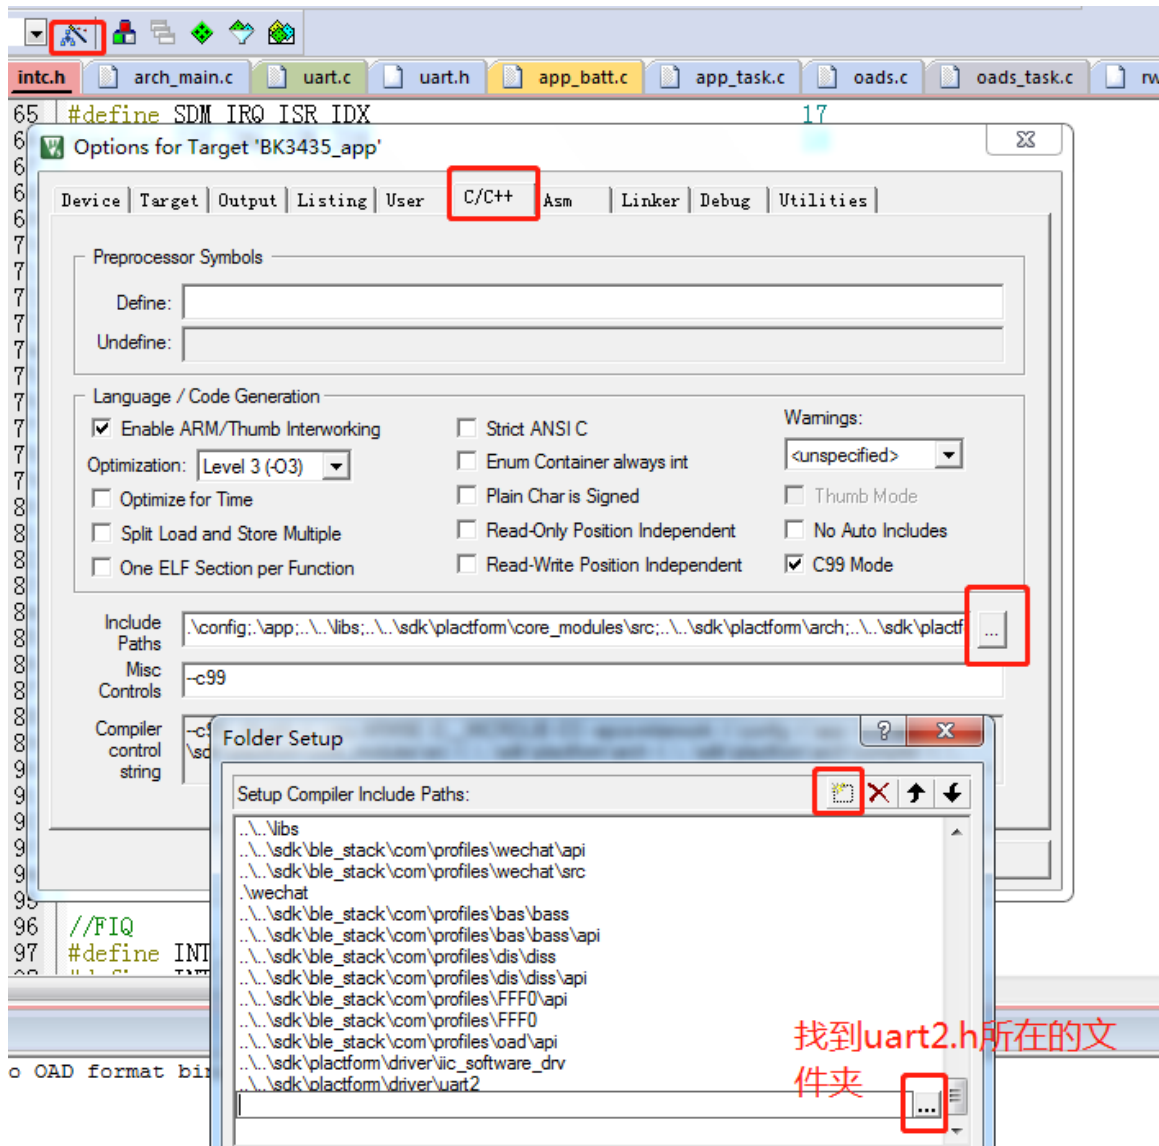 intc.h arch_main.c uart.c uart.h app_batt.c app_task.c oads.c oads_task.c
65 #define SDM IRQ ISR IDX 17
Options for Target 'BK3435_app'
Device Target Output Listing User C/C++ Asm Linker Debug Utilities
Preprocessor Symbols
Define:
Undefine:
Language / Code Generation
Enable ARM/Thumb Interworking
Optimization: Level 3 (-O3)
Optimize for Time
Split Load and Store Multiple
One ELF Section per Function
Strict ANSI C
Enum Container always int
Plain Char is Signed
Read-Only Position Independent
Read-Write Position Independent
Warnings:
<unspecified>
Thumb Mode
No Auto Includes
C99 Mode
Include
Paths
.\config;.\app;..\..\libs;..\..\sdk\plactform\core_modules\src;..\..\sdk\plactform\arch;..\..\sdk\plactf
...
Misc
Controls
--c99
Compiler
control
string
Folder Setup
Setup Compiler Include Paths:
..\..\libs
..\..\sdk\ble_stack\com\profiles\wechat\api
..\..\sdk\ble_stack\com\profiles\wechat\src
.\wechat
..\..\sdk\ble_stack\com\profiles\bas\bass
..\..\sdk\ble_stack\com\profiles\bas\bass\api
..\..\sdk\ble_stack\com\profiles\dis\diss
..\..\sdk\ble_stack\com\profiles\dis\diss\api
..\..\sdk\ble_stack\com\profiles\FFF0\api
..\..\sdk\ble_stack\com\profiles\FFF0
..\..\sdk\ble_stack\com\profiles\oad\api
..\..\sdk\plactform\driver\iic_software_drv
..\..\sdk\plactform\driver\uart2
...
找到uart2.h所在的文
件夹
96 //FIQ
97 #define INT
o OAD format bin